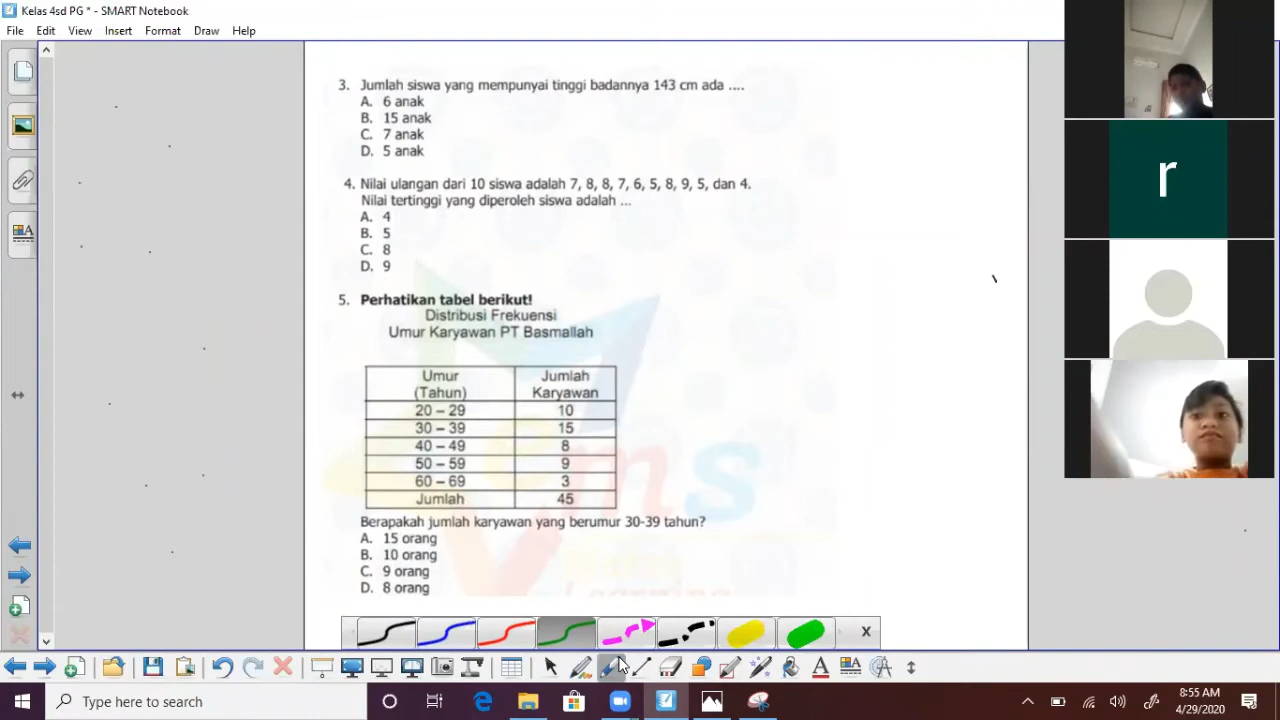 Kelas 4sd PG * - SMART Notebook
File Edit View Insert Format Draw Help
3. Jumlah siswa yang mempunyai tinggi badannya 143 cm ada ....
A. 6 anak
B. 15 anak
C. 7 anak
D. 5 anak
4. Nilai ulangan dari 10 siswa adalah 7, 8, 8, 7, 6, 5, 8, 9, 5, dan 4.
Nilai tertinggi yang diperoleh siswa adalah ...
A. 4
B. 5
C. 8
D. 9
5. Perhatikan tabel berikut!
Distribusi Frekuensi
Umur Karyawan PT Basmallah
Umur (Tahun) Jumlah Karyawan
20 – 29 10
30 – 39 15
40 – 49 8
50 – 59 9
60 – 69 3
Jumlah 45
Berapakah jumlah karyawan yang berumur 30-39 tahun?
A. 15 orang
B. 10 orang
C. 9 orang
D. 8 orang
r
x
Type here to search
8:55 AM
4/29/2020